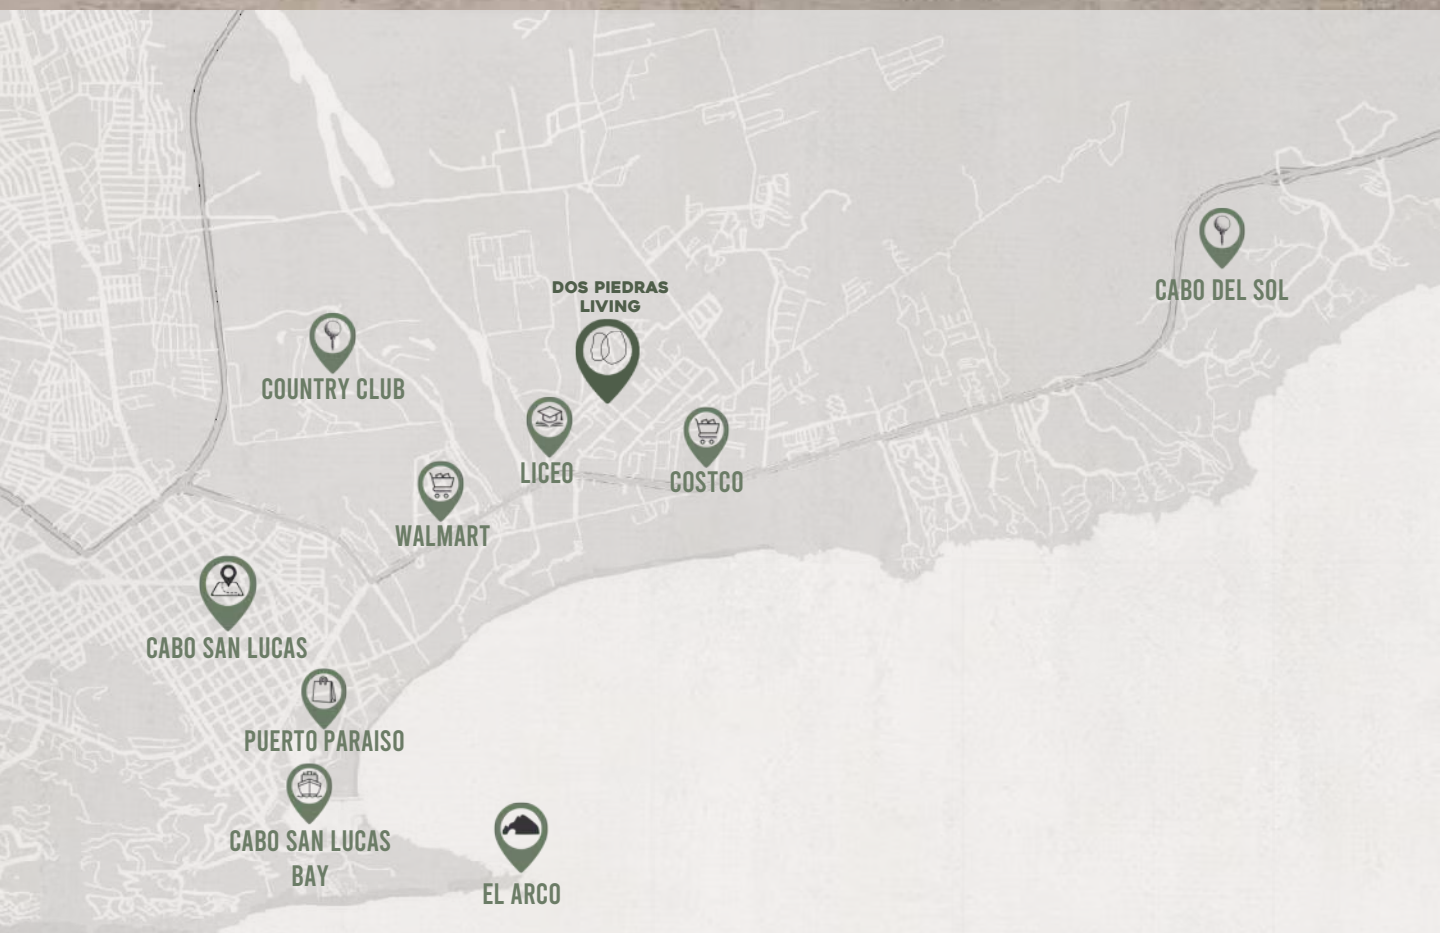 DOS PIEDRAS
LIVING
CABO DEL SOL
COUNTRY CLUB
LICEO
COSTCO
WALMART
CABO SAN LUCAS
PUERTO PARAISO
CABO SAN LUCAS
BAY
EL ARCO